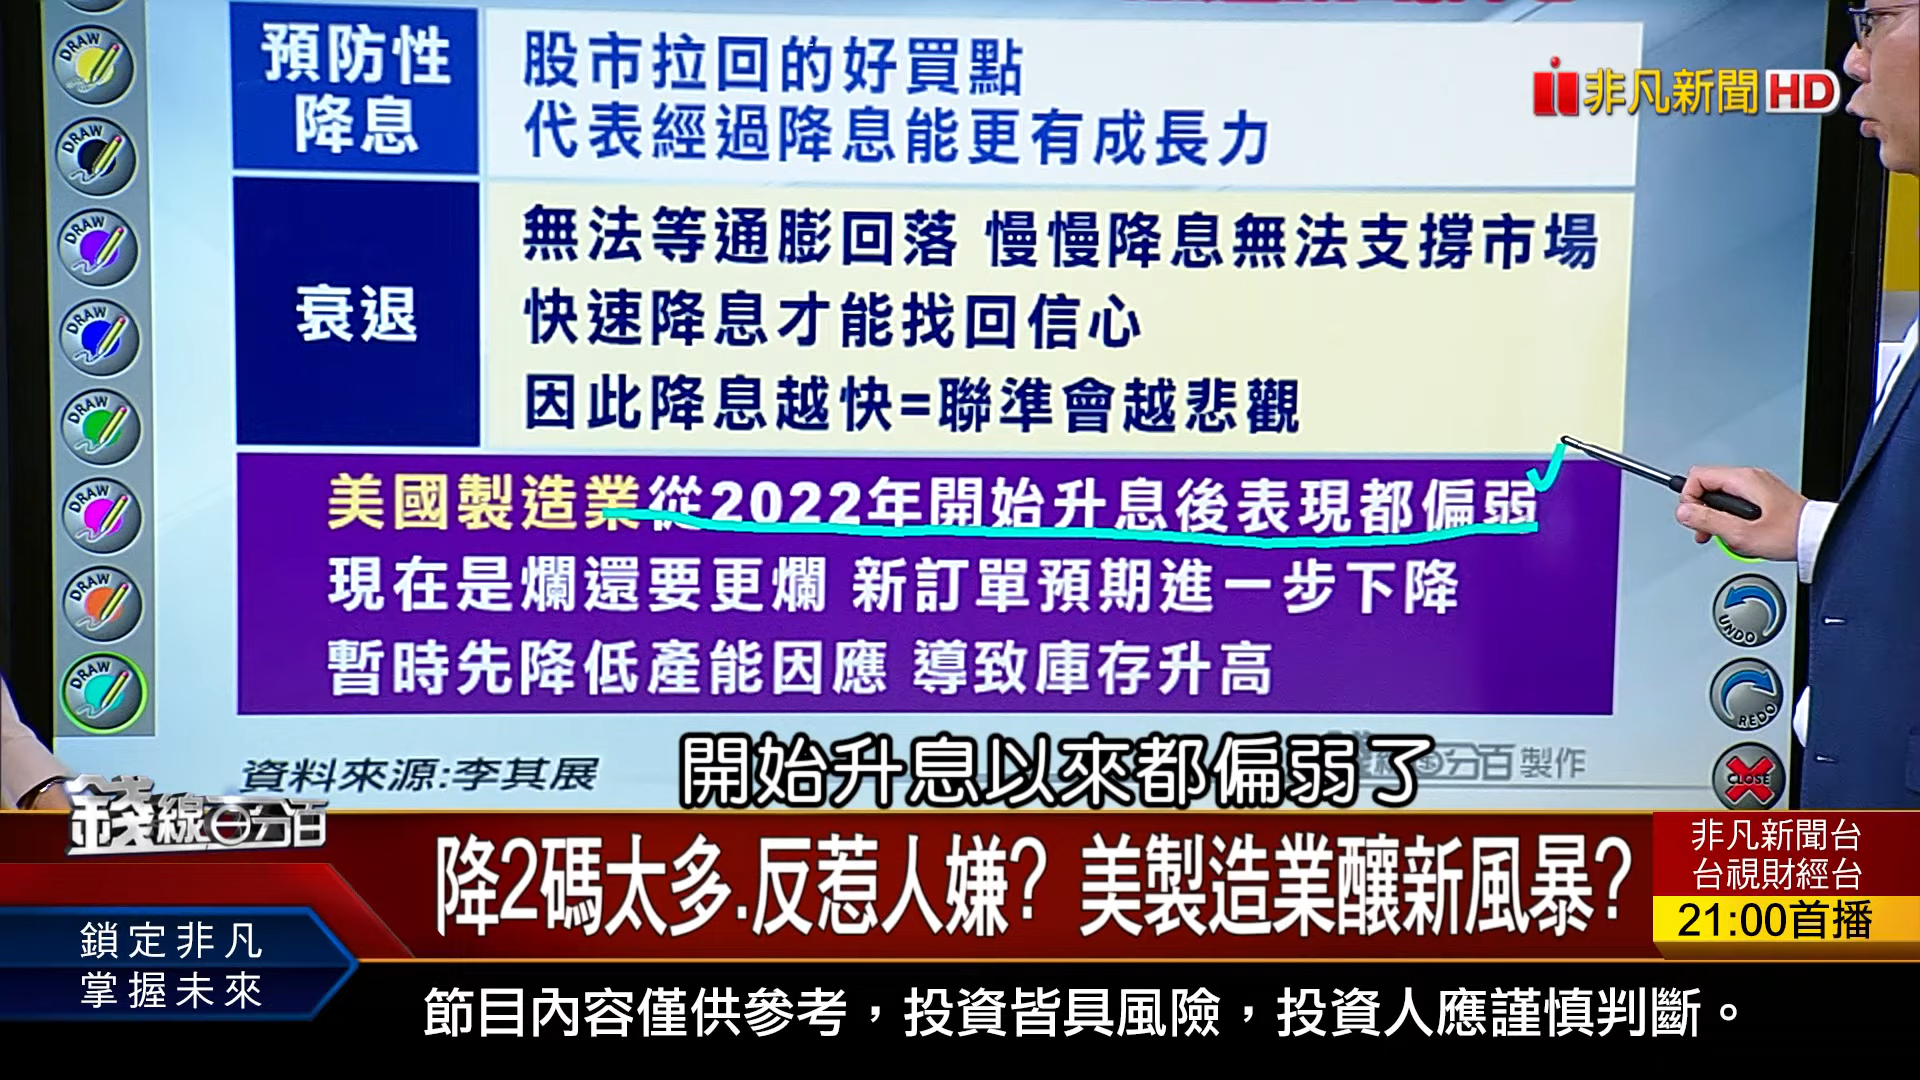 預防性
降息
股市拉回的好買點
代表經過降息能更有成長力
非凡新聞HD
衰退
無法等通膨回落 慢慢降息無法支撐市場
快速降息才能找回信心
因此降息越快=聯準會越悲觀
美國製造業從2022年開始升息後表現都偏弱
現在是爛還要更爛 新訂單預期進一步下降
暫時先降低產能因應 導致庫存升高
DRAW
DRAW
DRAW
DRAW
DRAW
DRAW
DRAW
DRAW
UNDO
REDO
CLOSE
資料來源:李其展
製作
開始升息以來都偏弱了
錢線百分百
降2碼太多.反惹人嫌? 美製造業釀新風暴?
非凡新聞台
台視財經台
21:00首播
鎖定非凡
掌握未來
節目內容僅供參考，投資皆具風險，投資人應謹慎判斷。